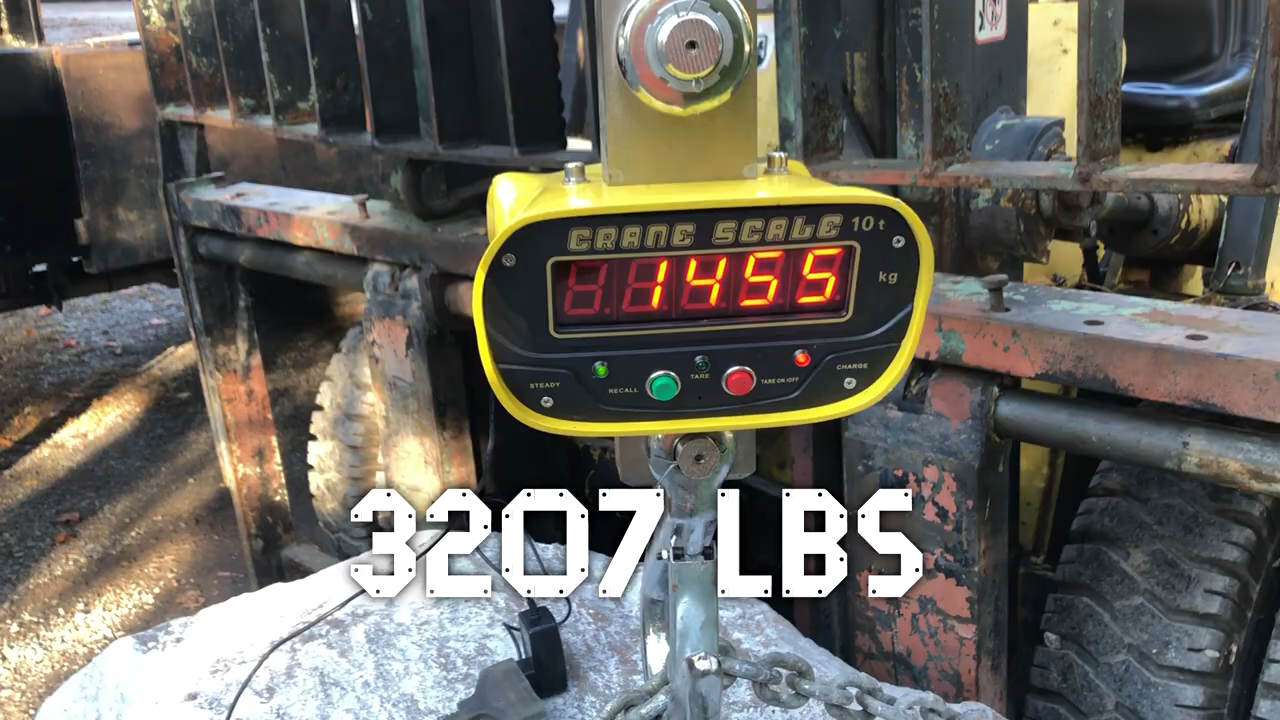 CRANE SCALE 10t
1455 kg
STEADY RECALL TARE TARE ON/OFF CHARGE
3207 LBS